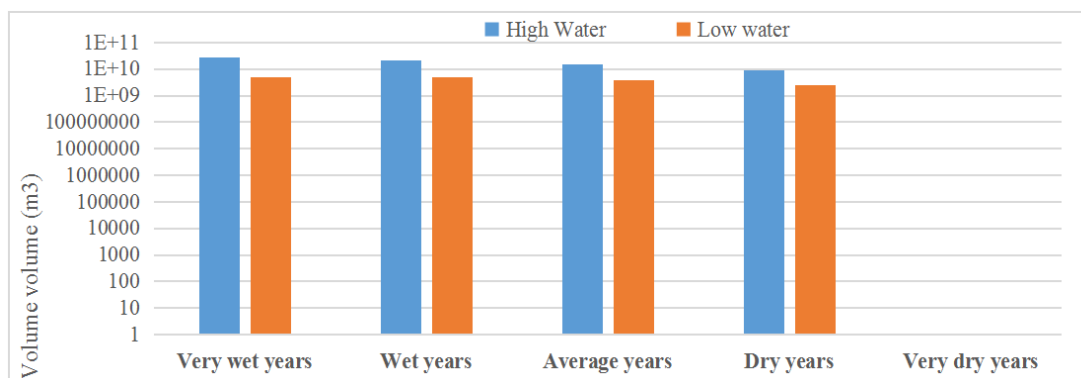 High Water
Low water
1E+11
1E+10
1E+09
100000000
10000000
1000000
100000
10000
1000
100
10
1
Volume volume (m3)
Very wet years
Wet years
Average years
Dry years
Very dry years